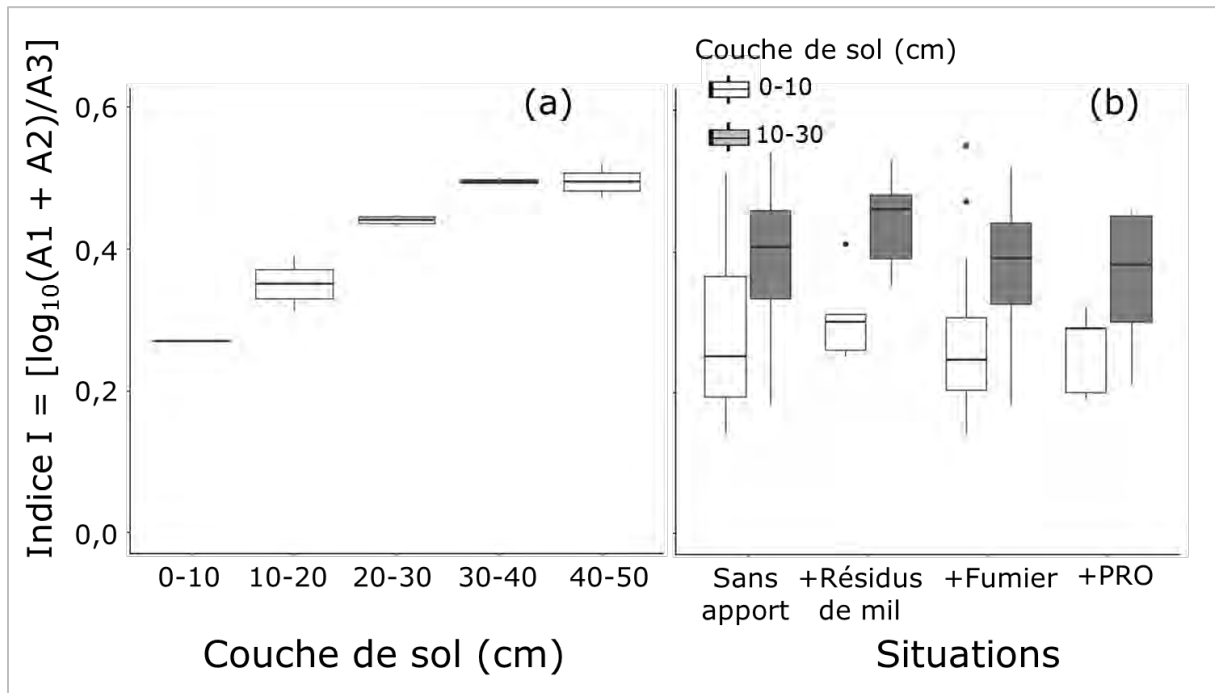 Indice I = [log₁₀(A1 + A2)/A3]
0,6
0,4
0,2
0,0
(a)
0-10
10-20
20-30
30-40
40-50
Couche de sol (cm)
Couche de sol (cm)
0-10
10-30
(b)
Sans apport
+Résidus de mil
+Fumier
+PRO
Situations